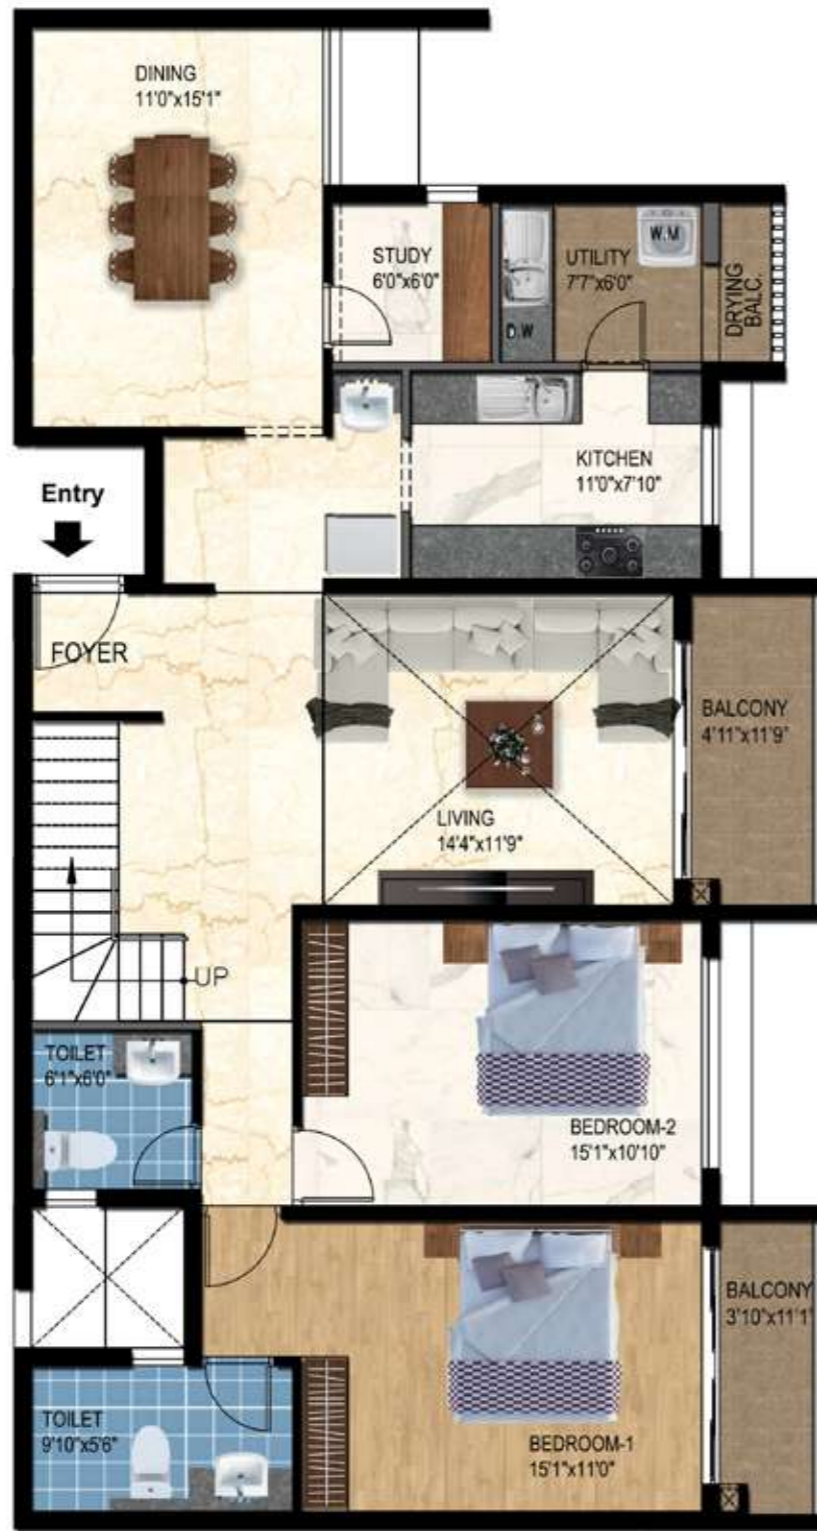 DINING
11'0"x15'1"
STUDY
6'0"x6'0"
UTILITY
7'7"x6'0"
W.M
D.W
DRYING
BALC.
KITCHEN
11'0"x7'10"
Entry
FOYER
BALCONY
4'11"x11'9"
LIVING
14'4"x11'9"
UP
TOILET
6'1"x6'0"
BEDROOM-2
15'1"x10'10"
BALCONY
3'10"x11'1"
TOILET
9'10"x5'6"
BEDROOM-1
15'1"x11'0"